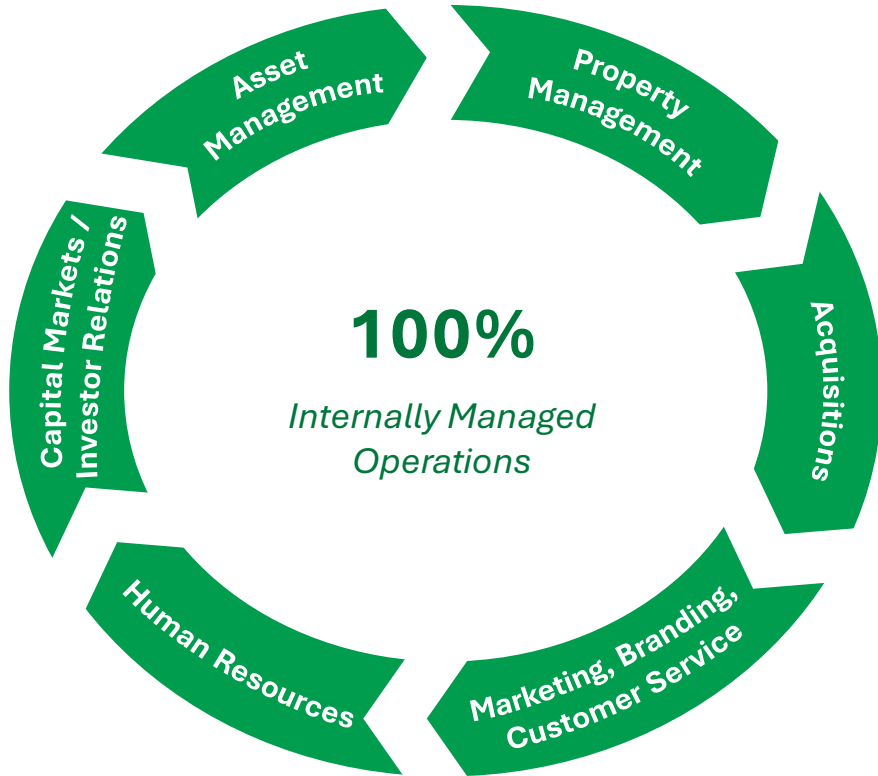 Asset
Management
Property
Management
Acquisitions
Marketing, Branding,
Customer Service
Human Resources
Capital Markets /
Investor Relations
100%
Internally Managed
Operations